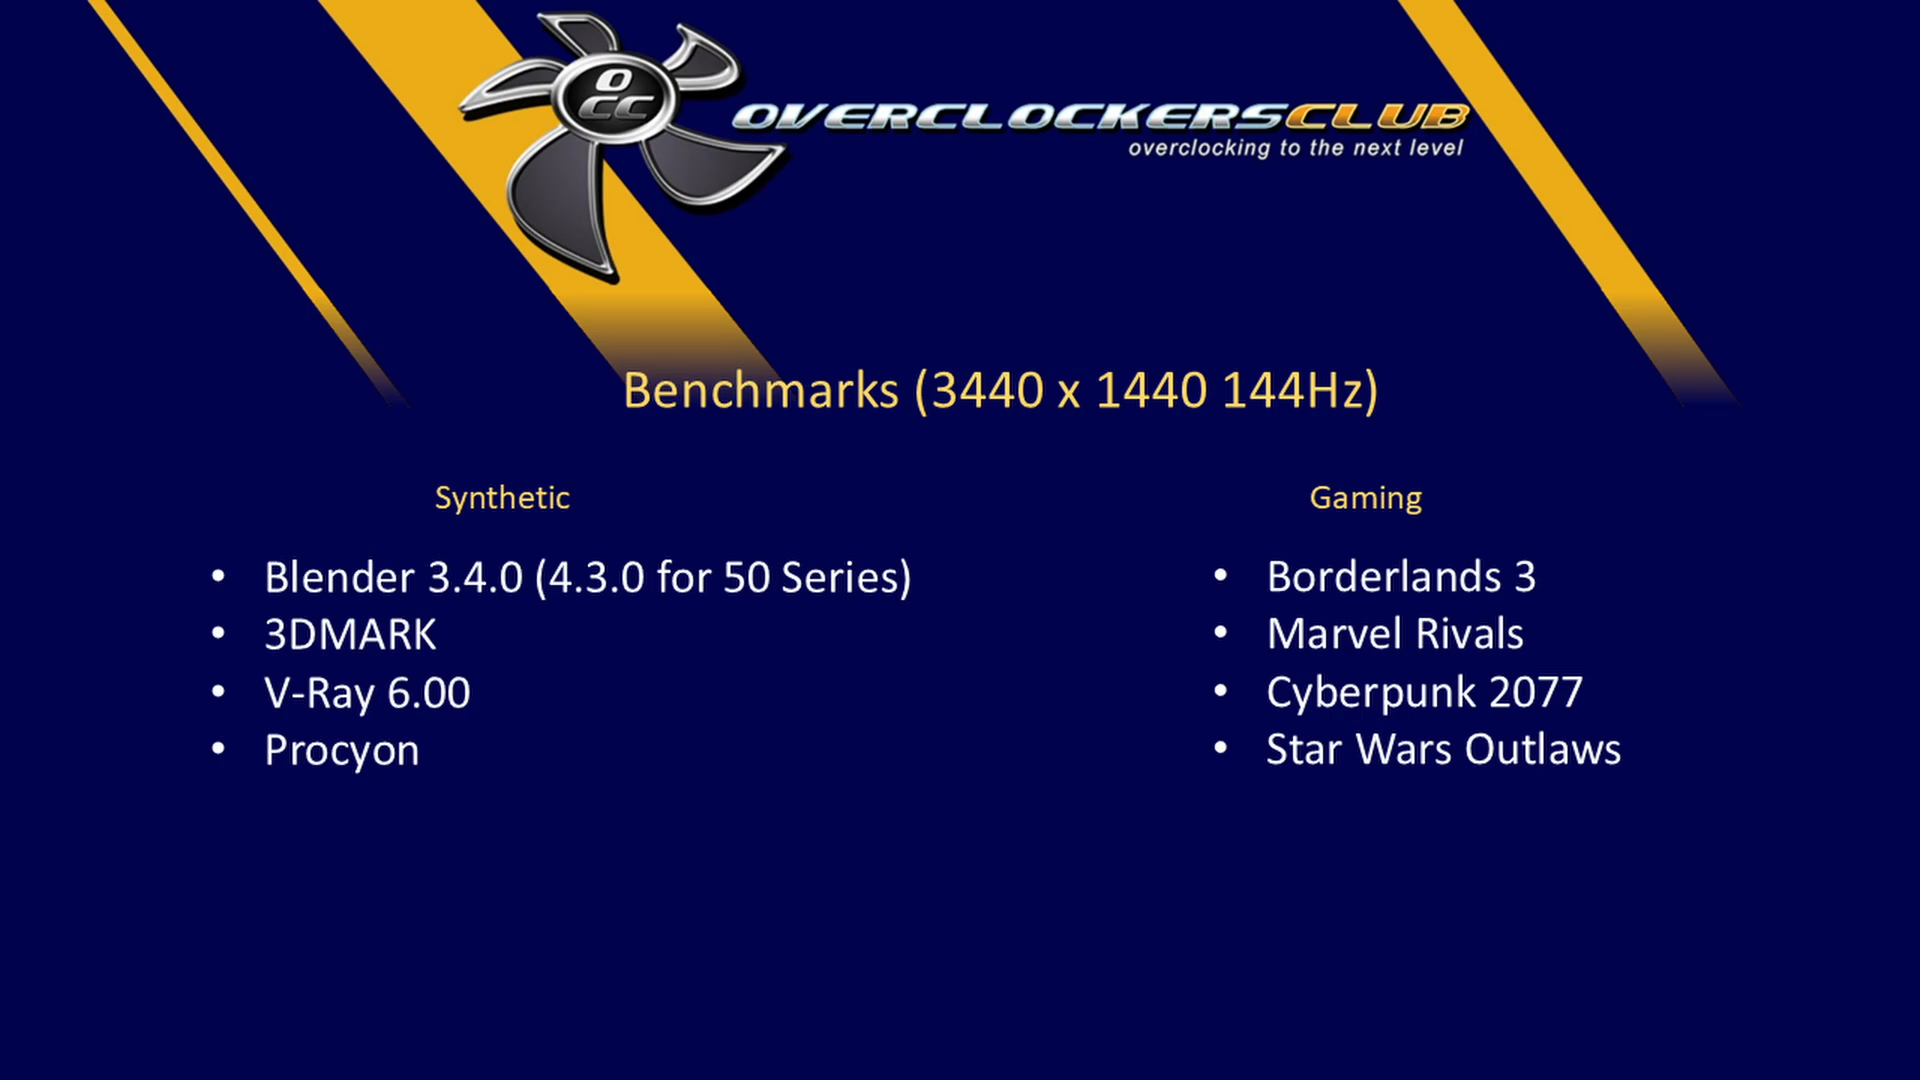 O
CC
OVERCLOCKERSCLUB
overclocking to the next level
Benchmarks (3440 x 1440 144Hz)
Synthetic
• Blender 3.4.0 (4.3.0 for 50 Series)
• 3DMARK
• V-Ray 6.00
• Procyon
Gaming
• Borderlands 3
• Marvel Rivals
• Cyberpunk 2077
• Star Wars Outlaws